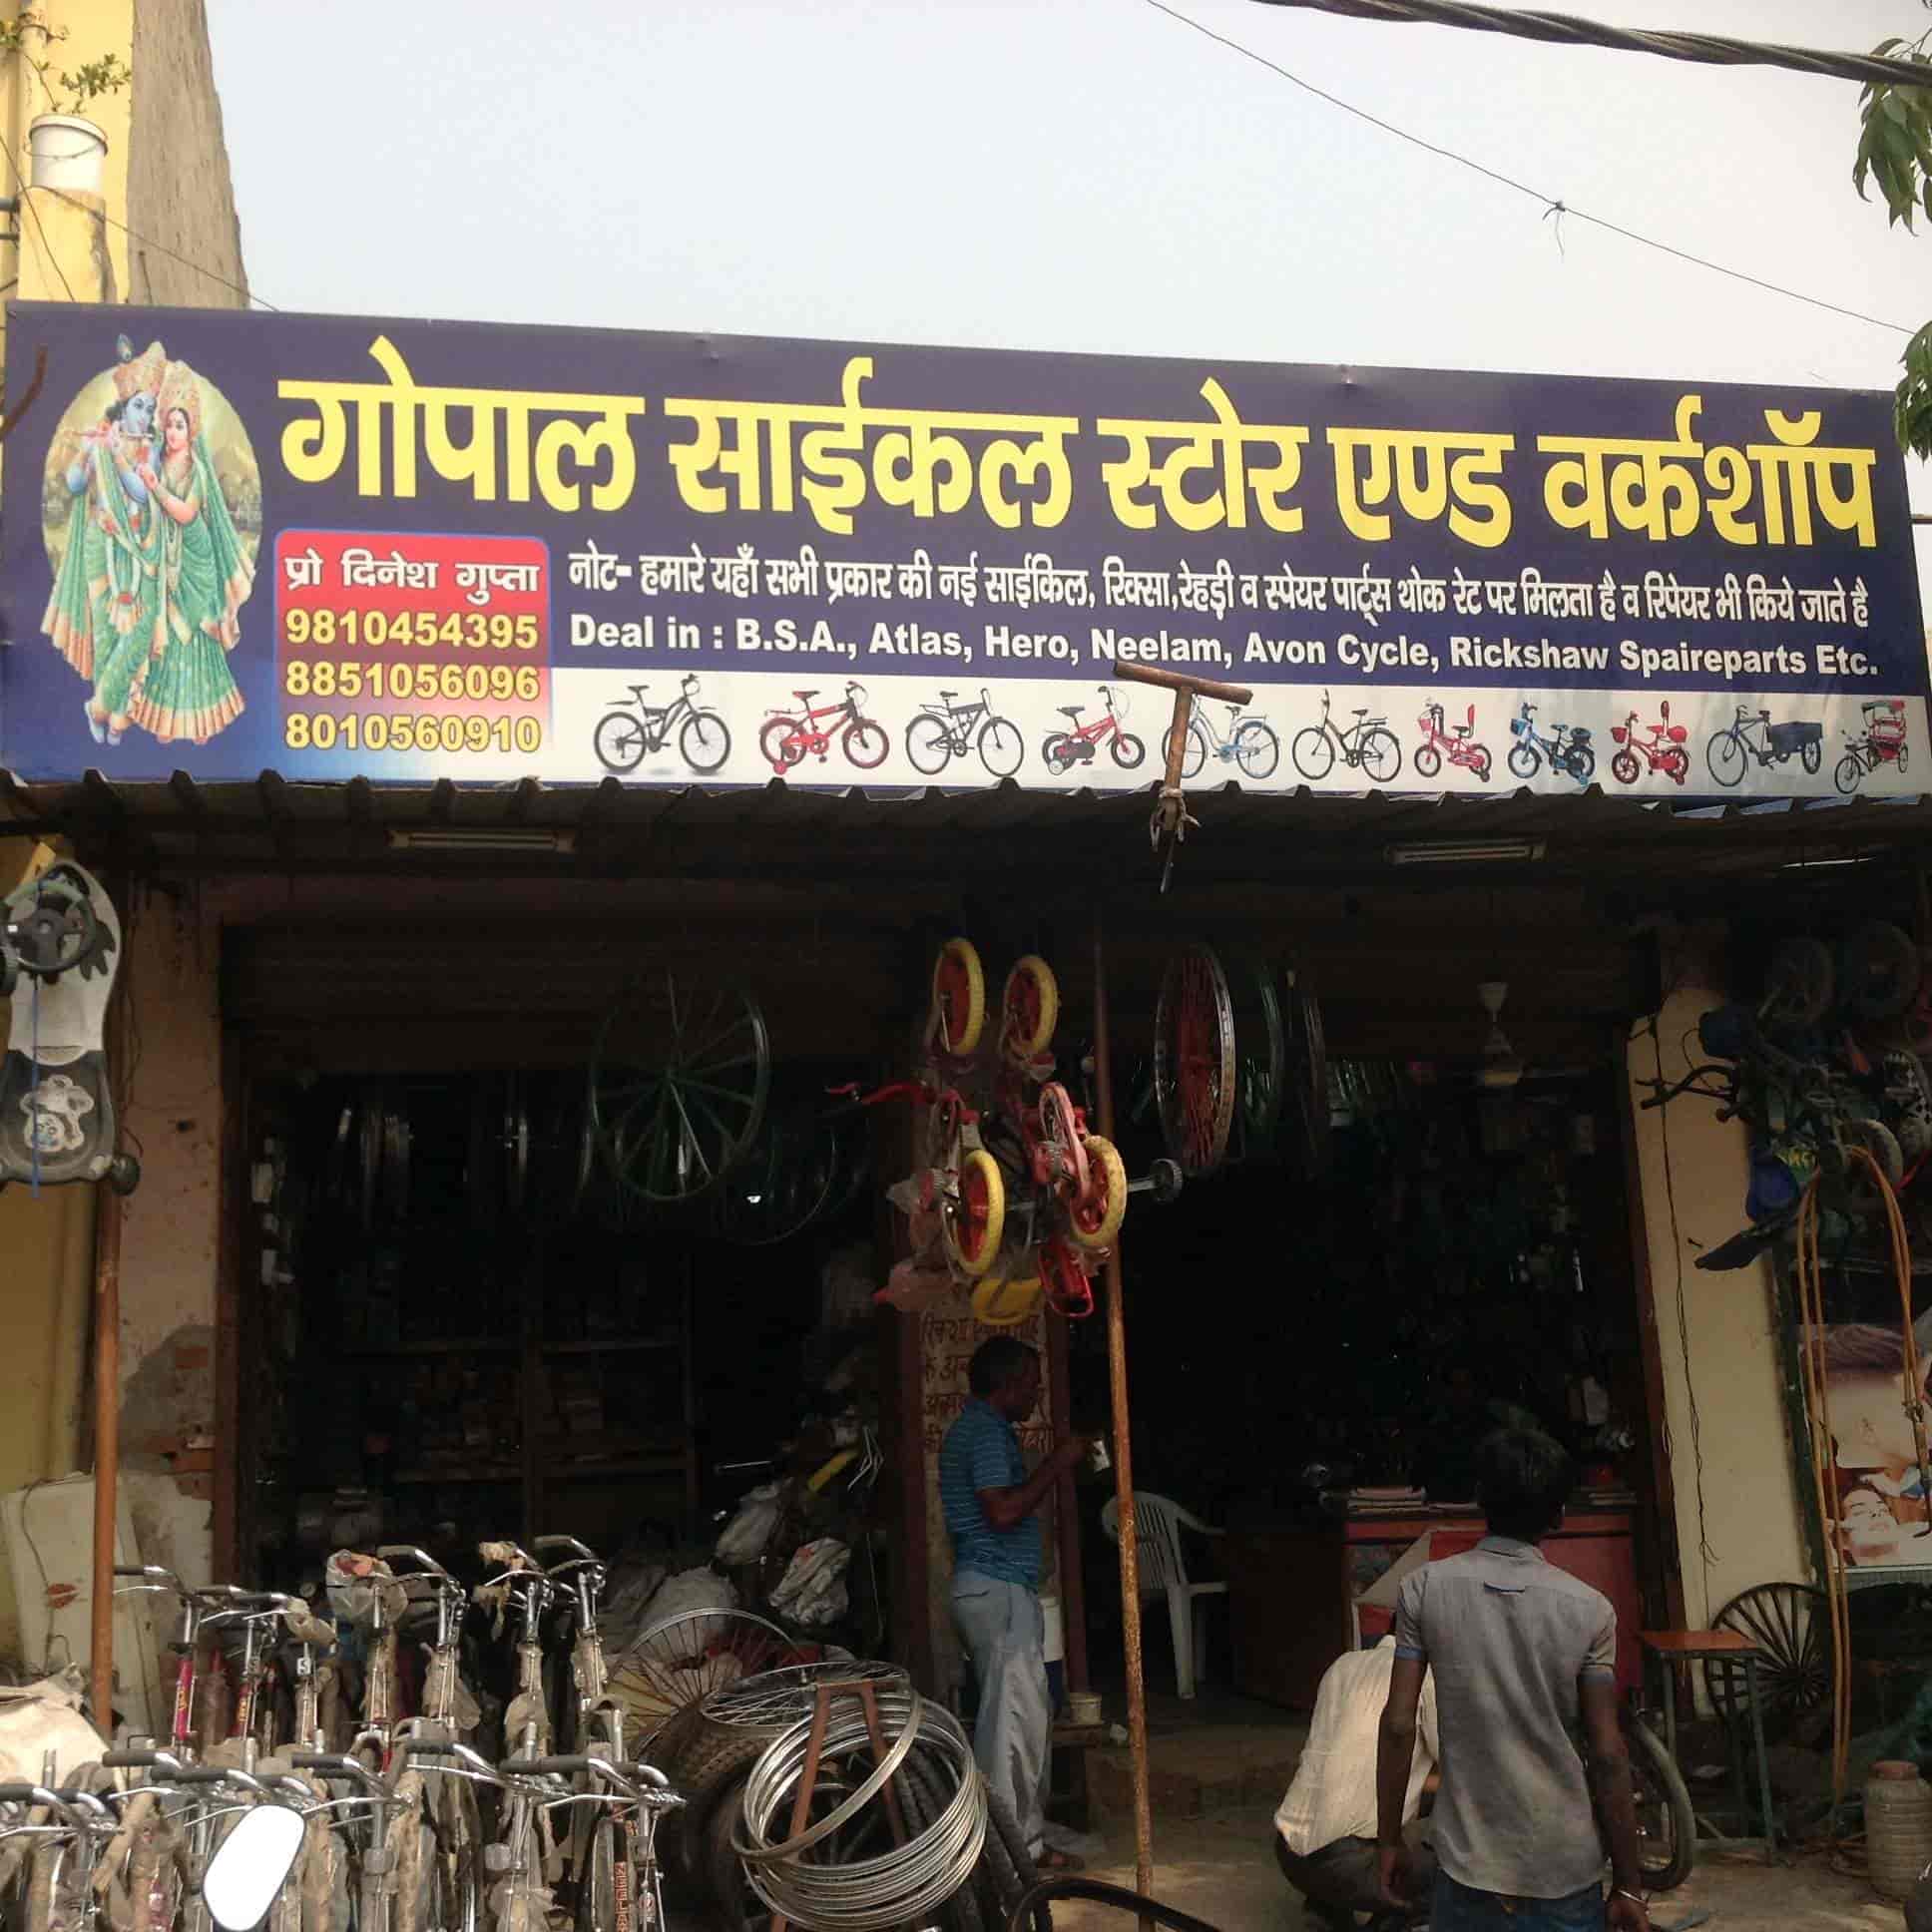 गोपाल साईकल स्टोर एण्ड वर्कशॉप
प्रो दिनेश गुप्ता
9810454395
8851056096
8010560910
नोट- हमारे यहाँ सभी प्रकार की नई साईकिल, रिक्सा,रेहड़ी व स्पेयर पार्ट्स थोक रेट पर मिलता है व रिपेयर भी किये जाते है
Deal in : B.S.A., Atlas, Hero, Neelam, Avon Cycle, Rickshaw Spaireparts Etc.